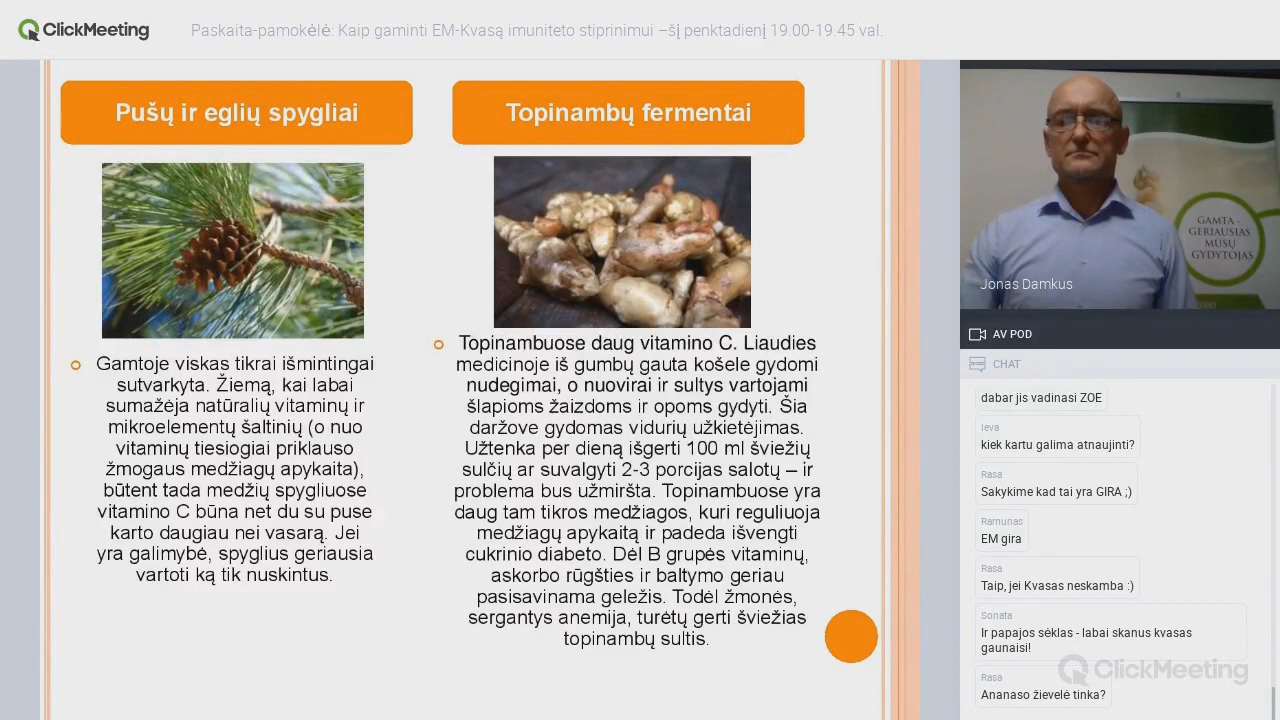 ClickMeeting
Paskaita-pamokėlė: Kaip gaminti EM-Kvasą imuniteto stiprinimui –šį penktadienį 19.00-19.45 val.
Pušų ir eglių spygliai
Gamtoje viskas tikrai išmintingai
sutvarkyta. Žiemą, kai labai
sumažėja natūralių vitaminų ir
mikroelementų šaltinių (o nuo
vitaminų tiesiogiai priklauso
žmogaus medžiagų apykaita),
būtent tada medžių spygliuose
vitamino C būna net du su puse
karto daugiau nei vasarą. Jei
yra galimybė, spyglius geriausia
vartoti ką tik nuskintus.
Topinambų fermentai
Topinambuose daug vitamino C. Liaudies
medicinoje iš gumbų gauta košele gydomi
nudegimai, o nuovirai ir sultys vartojami
šlapioms žaizdoms ir opoms gydyti. Šia
daržove gydomas vidurių užkietėjimas.
Užtenka per dieną išgerti 100 ml šviežių
sulčių ar suvalgyti 2-3 porcijas salotų – ir
problema bus užmiršta. Topinambuose yra
daug tam tikros medžiagos, kuri reguliuoja
medžiagų apykaitą ir padeda išvengti
cukrinio diabeto. Dėl B grupės vitaminų,
askorbo rūgšties ir baltymo geriau
pasisavinama geležis. Todėl žmonės,
sergantys anemija, turėtų gerti šviežias
topinambų sultis.
GAMTA -
GERIAUSIAS
MŪSŲ
GYDYTOJAS
Jonas Damkus
AV POD
CHAT
dabar jis vadinasi ZOE
Ieva
kiek kartu galima atnaujinti?
Rasa
Sakykime kad tai yra GIRA ;)
Ramunas
EM gira
Rasa
Taip, jei Kvasas neskamba :)
Sonata
Ir papajos sėklas - labai skanus kvasas
gaunaisi!
Rasa
Ananaso žievelė tinka?
ClickMeeting